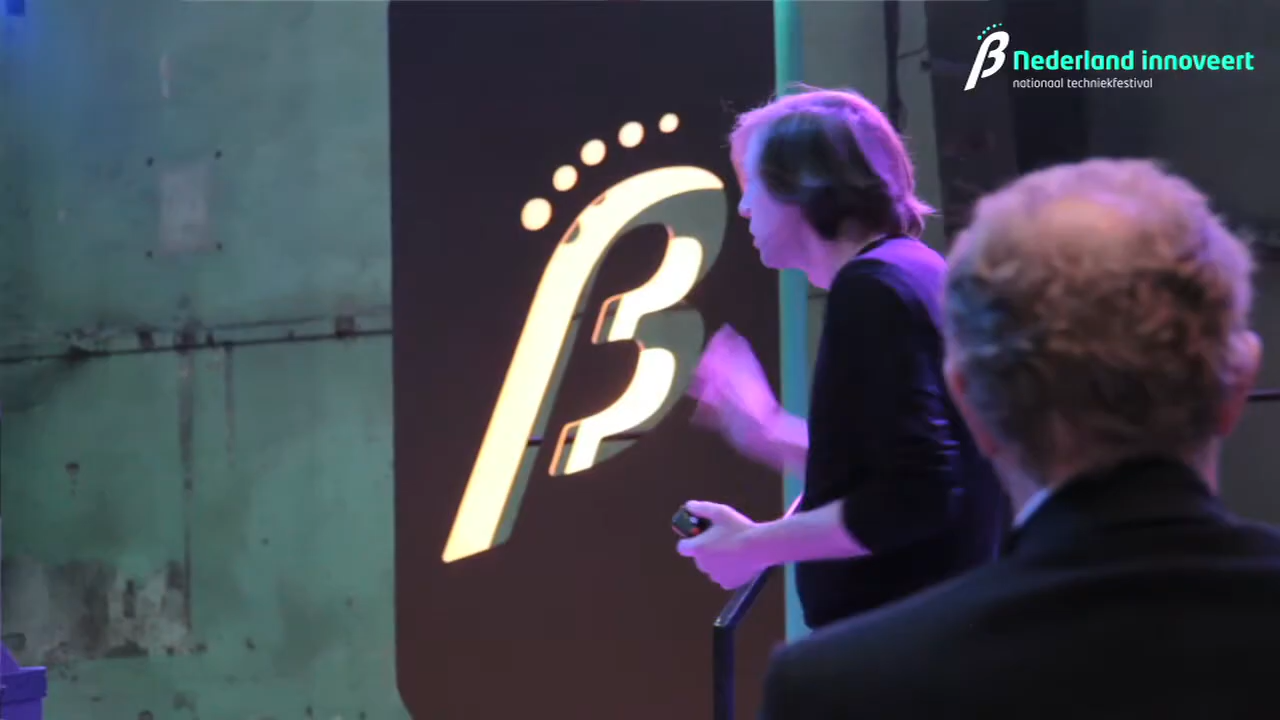 β
β Nederland innoveert
nationaal techniekfestival